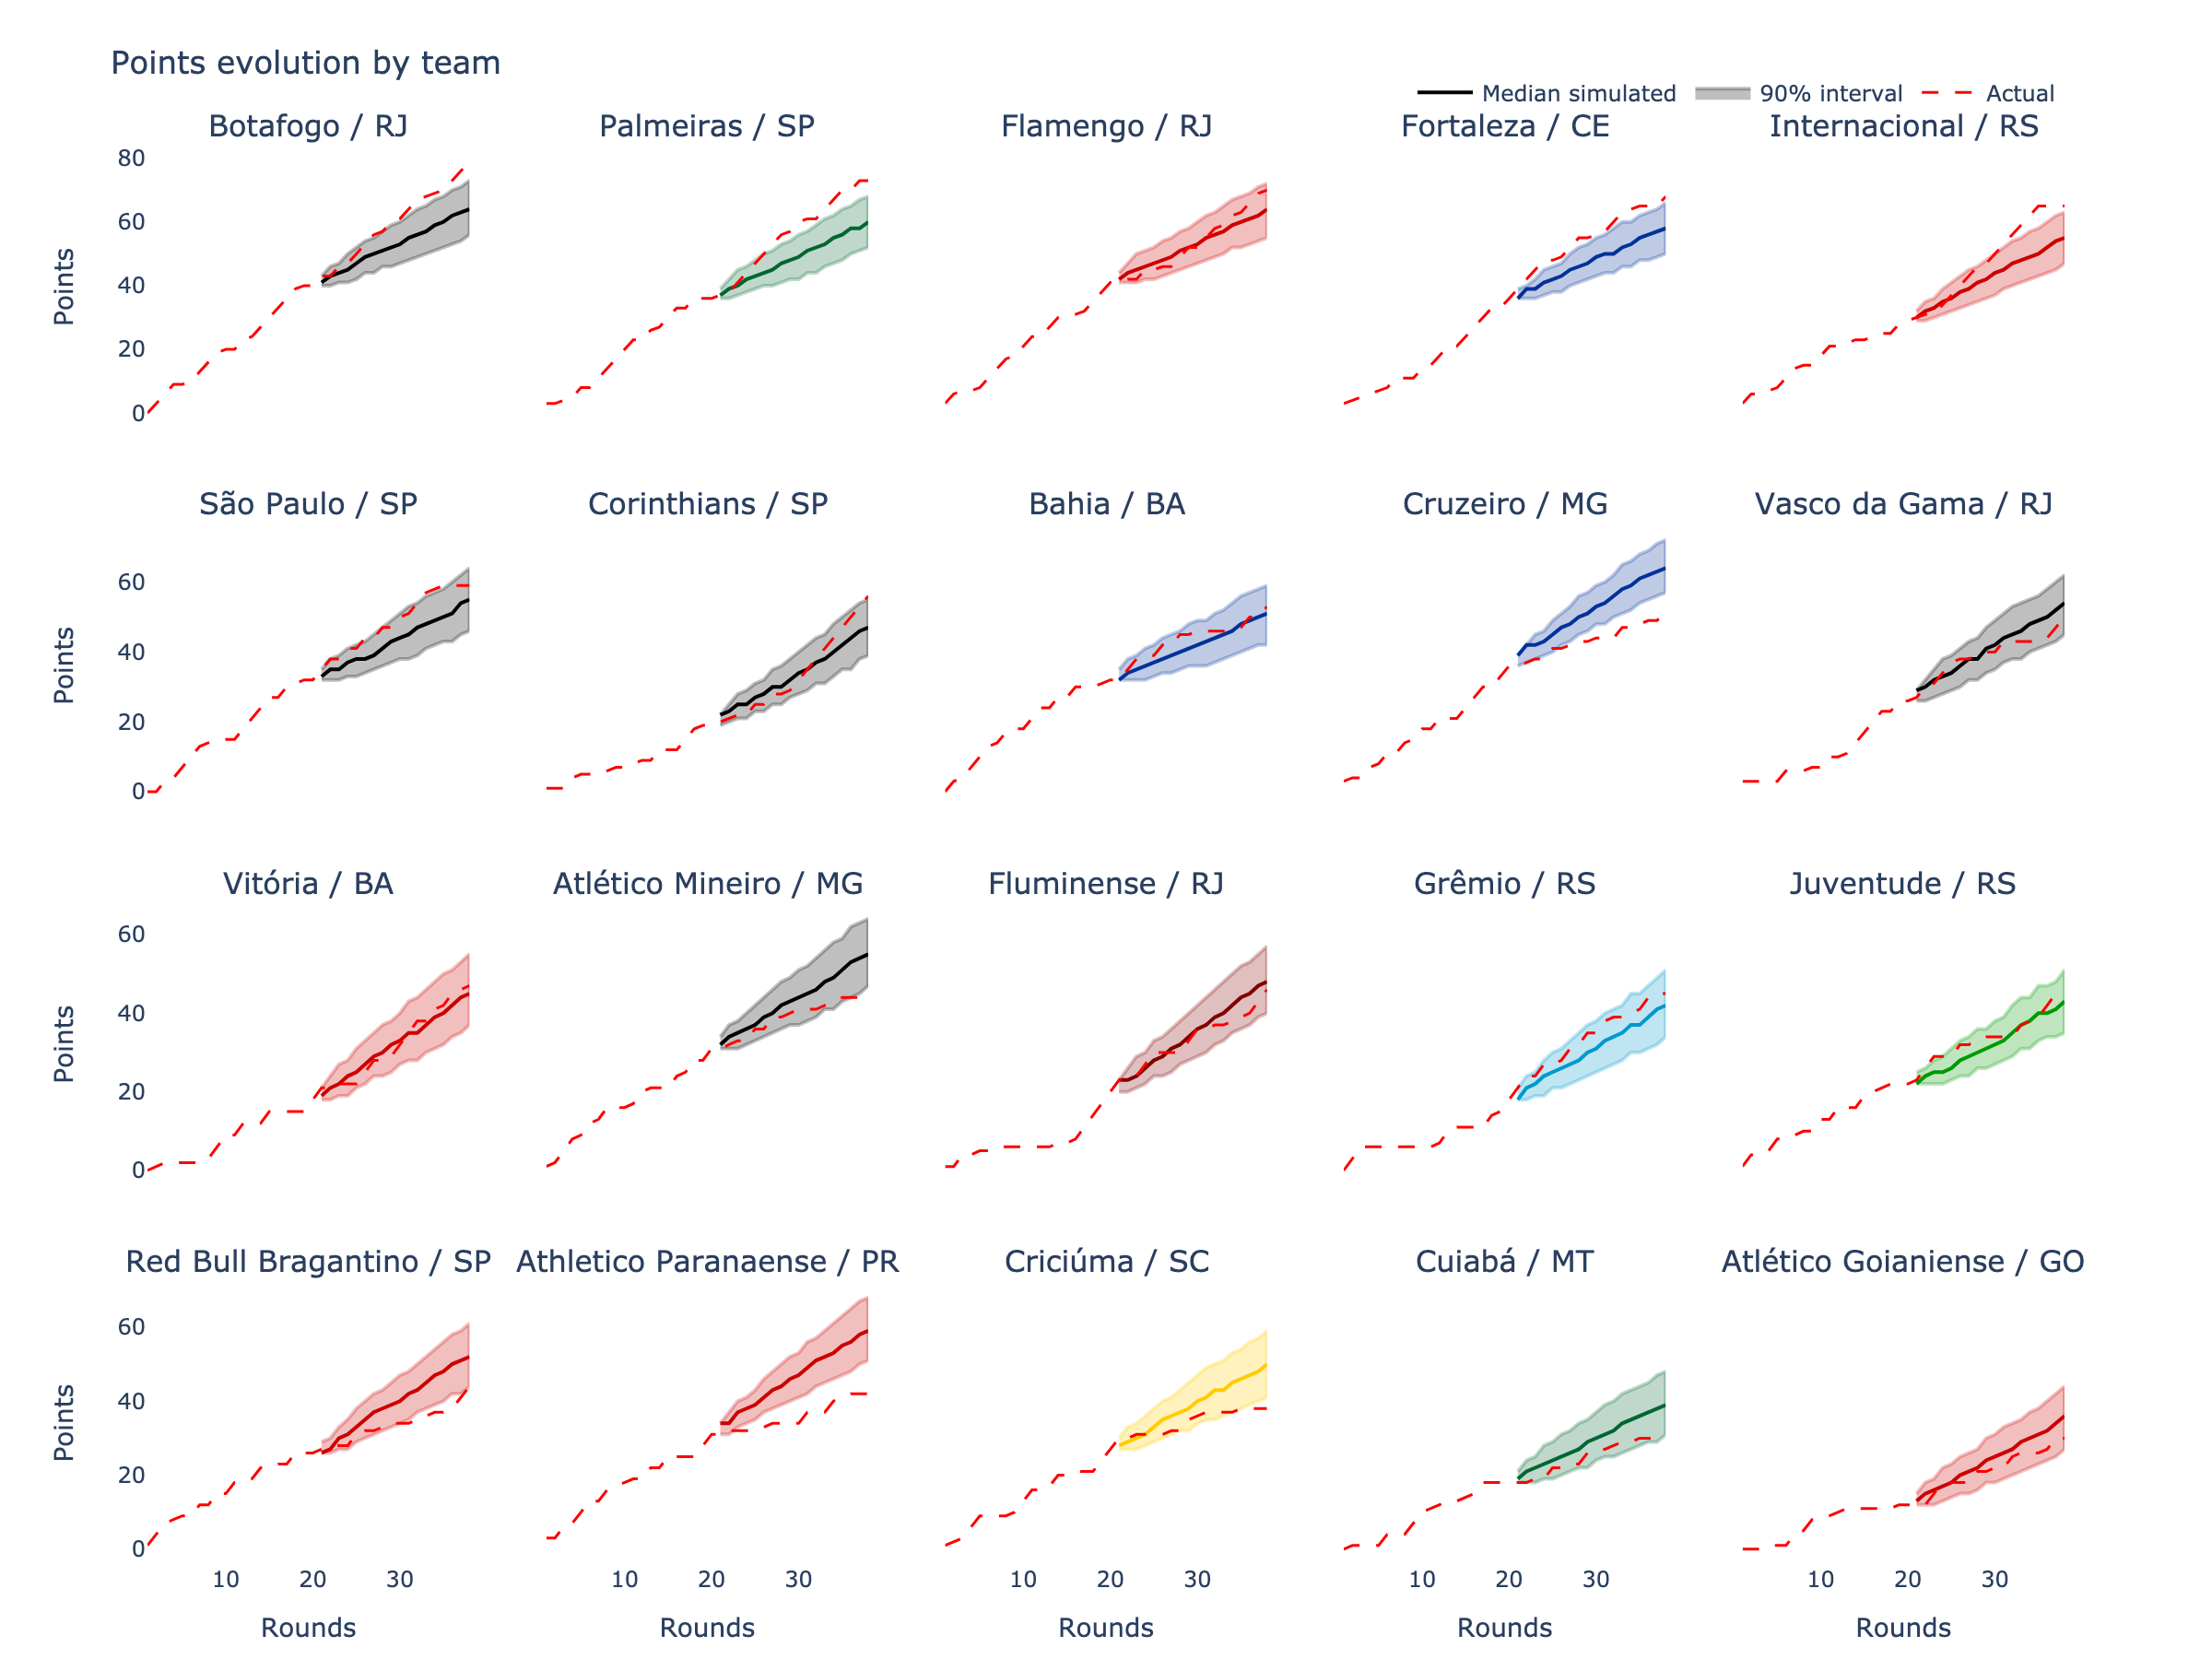 Points evolution by team
Median simulated 90% interval Actual
Botafogo / RJ Palmeiras / SP Flamengo / RJ Fortaleza / CE Internacional / RS
80
60
40
20
0
Points
São Paulo / SP Corinthians / SP Bahia / BA Cruzeiro / MG Vasco da Gama / RJ
60
40
20
0
Points
Vitória / BA Atlético Mineiro / MG Fluminense / RJ Grêmio / RS Juventude / RS
60
40
20
0
Points
Red Bull Bragantino / SP Athletico Paranaense / PR Criciúma / SC Cuiabá / MT Atlético Goianiense / GO
60
40
20
0
Points
10 20 30 10 20 30 10 20 30 10 20 30 10 20 30
Rounds Rounds Rounds Rounds Rounds